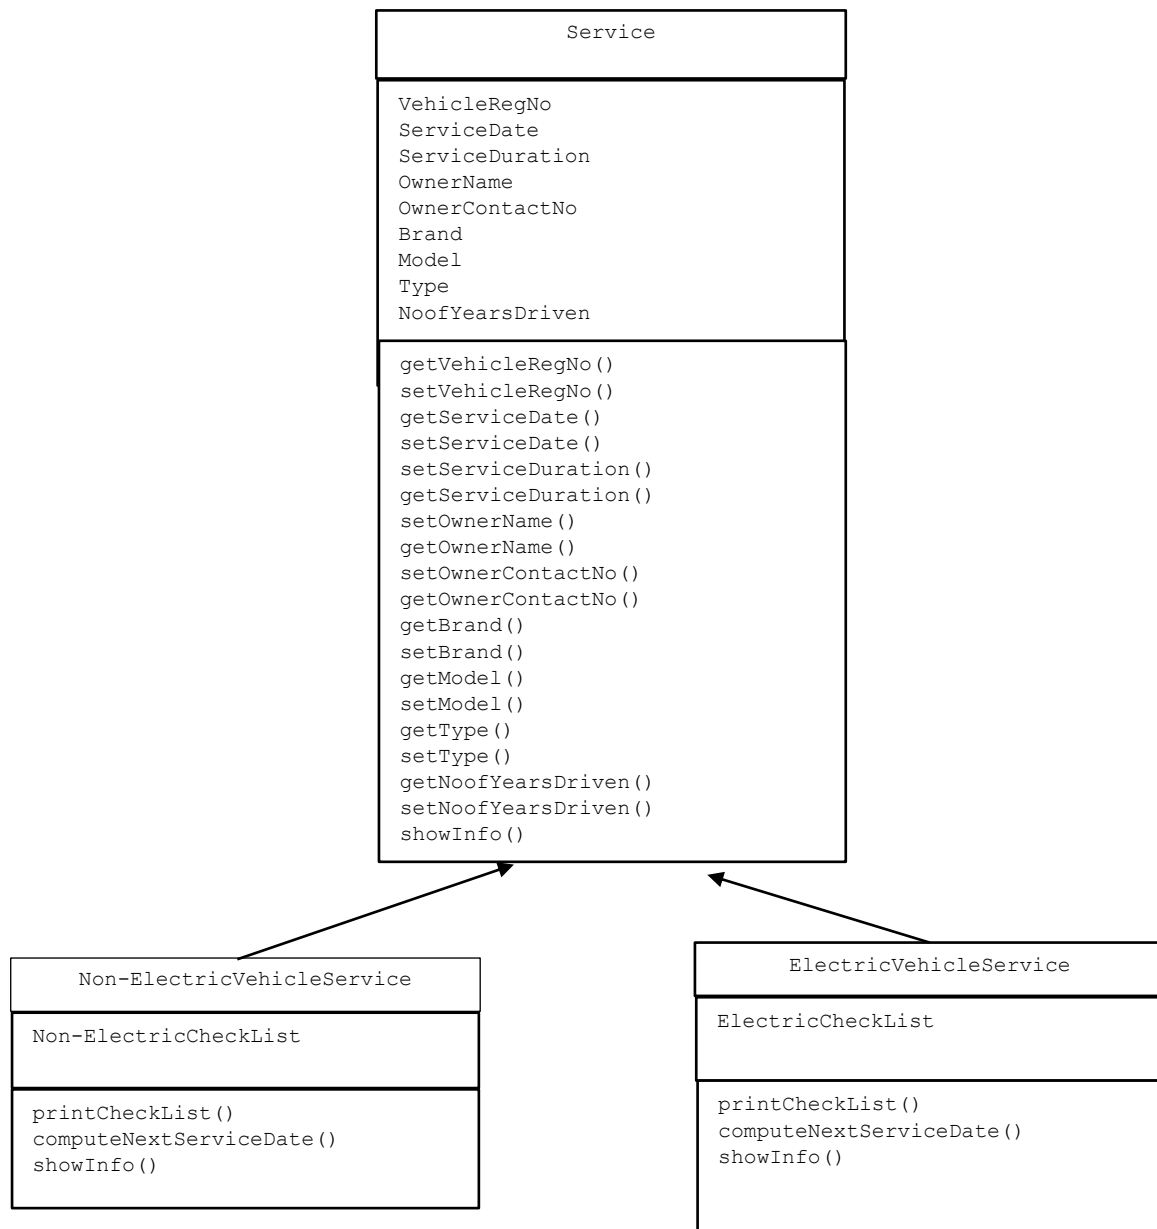 Service
VehicleRegNo
ServiceDate
ServiceDuration
OwnerName
OwnerContactNo
Brand
Model
Type
NoofYearsDriven
getVehicleRegNo()
setVehicleRegNo()
getServiceDate()
setServiceDate()
setServiceDuration()
getServiceDuration()
setOwnerName()
getOwnerName()
setOwnerContactNo()
getOwnerContactNo()
getBrand()
setBrand()
getModel()
setModel()
getType()
setType()
getNoofYearsDriven()
setNoofYearsDriven()
showInfo()
Non-ElectricVehicleService
Non-ElectricCheckList
printCheckList()
computeNextServiceDate()
showInfo()
ElectricVehicleService
ElectricCheckList
printCheckList()
computeNextServiceDate()
showInfo()